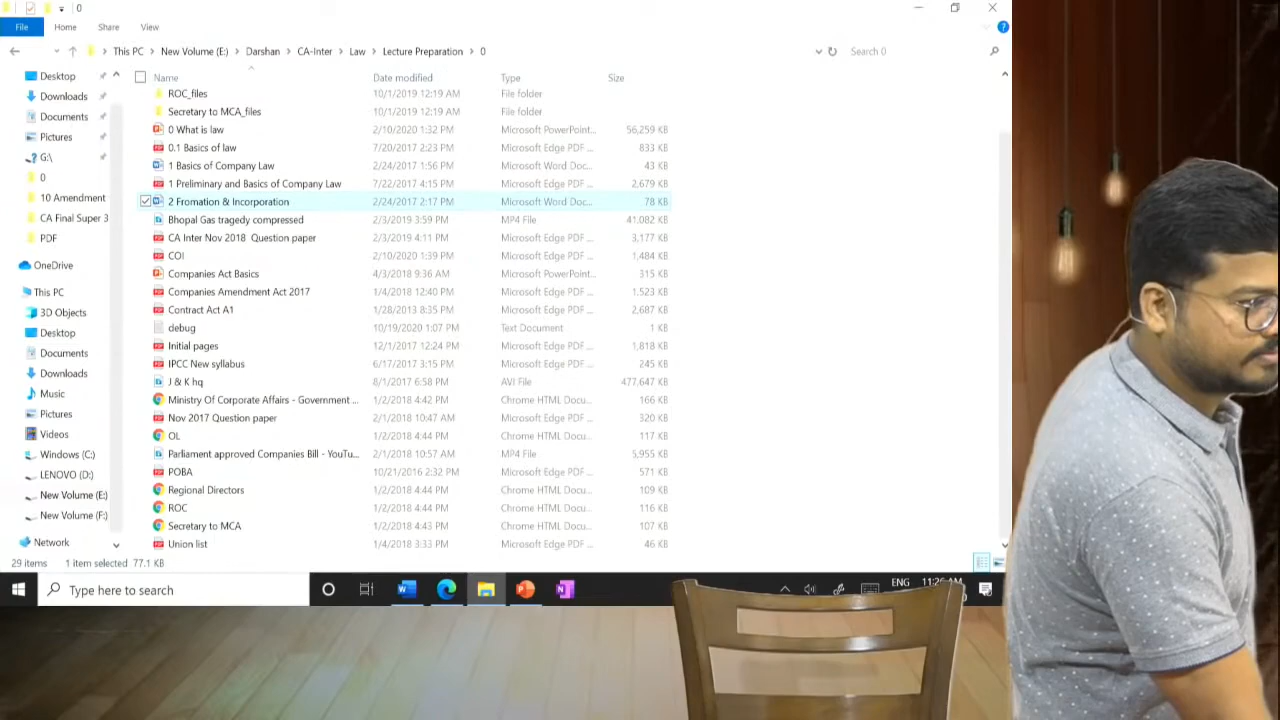 0
File Home Share View
This PC New Volume (E:) Darshan CA-Inter Law Lecture Preparation 0 Search 0
Desktop
Downloads
Documents
Pictures
G:\
0
10 Amendment
CA Final Super 3
PDF
OneDrive
This PC
3D Objects
Desktop
Documents
Downloads
Music
Pictures
Videos
Windows (C:)
LENOVO (D:)
New Volume (E:)
New Volume (F:)
Network
Name Date modified Type Size
ROC_files 10/1/2019 12:19 AM File folder
Secretary to MCA_files 10/1/2019 12:19 AM File folder
0 What is law 2/10/2020 1:32 PM Microsoft PowerPoint... 56,259 KB
0.1 Basics of law 7/20/2017 2:23 PM Microsoft Edge PDF ... 833 KB
1 Basics of Company Law 2/24/2017 1:56 PM Microsoft Word Doc... 43 KB
1 Preliminary and Basics of Company Law 7/22/2017 4:15 PM Microsoft Edge PDF ... 2,679 KB
2 Fromation & Incorporation 2/24/2017 2:17 PM Microsoft Word Doc... 78 KB
Bhopal Gas tragedy compressed 2/3/2019 3:59 PM MP4 File 41,082 KB
CA Inter Nov 2018 Question paper 2/3/2019 4:11 PM Microsoft Edge PDF ... 3,177 KB
COI 2/10/2020 1:39 PM Microsoft Edge PDF ... 1,484 KB
Companies Act Basics 4/3/2018 9:36 AM Microsoft PowerPoint... 315 KB
Companies Amendment Act 2017 1/4/2018 12:40 PM Microsoft Edge PDF ... 1,523 KB
Contract Act A1 1/28/2013 8:35 PM Microsoft Edge PDF ... 2,687 KB
debug 10/19/2020 1:07 PM Text Document 1 KB
Initial pages 12/1/2017 12:24 PM Microsoft Edge PDF ... 1,818 KB
IPCC New syllabus 6/17/2017 3:15 PM Microsoft Edge PDF ... 245 KB
J & K hq 8/1/2017 6:58 PM AVI File 477,647 KB
Ministry Of Corporate Affairs - Government ... 1/2/2018 4:42 PM Chrome HTML Docu... 166 KB
Nov 2017 Question paper 2/1/2018 10:47 AM Microsoft Edge PDF ... 320 KB
OL 1/2/2018 4:44 PM Chrome HTML Docu... 117 KB
Parliament approved Companies Bill - YouTu... 2/1/2018 10:57 AM MP4 File 5,955 KB
POBA 10/21/2016 2:32 PM Microsoft Edge PDF ... 571 KB
Regional Directors 1/2/2018 4:44 PM Chrome HTML Docu... 109 KB
ROC 1/2/2018 4:44 PM Chrome HTML Docu... 116 KB
Secretary to MCA 1/2/2018 4:43 PM Chrome HTML Docu... 107 KB
Union list 1/4/2018 3:33 PM Microsoft Edge PDF ... 46 KB
29 items 1 item selected 77.1 KB
Type here to search ENG 11:26 AM